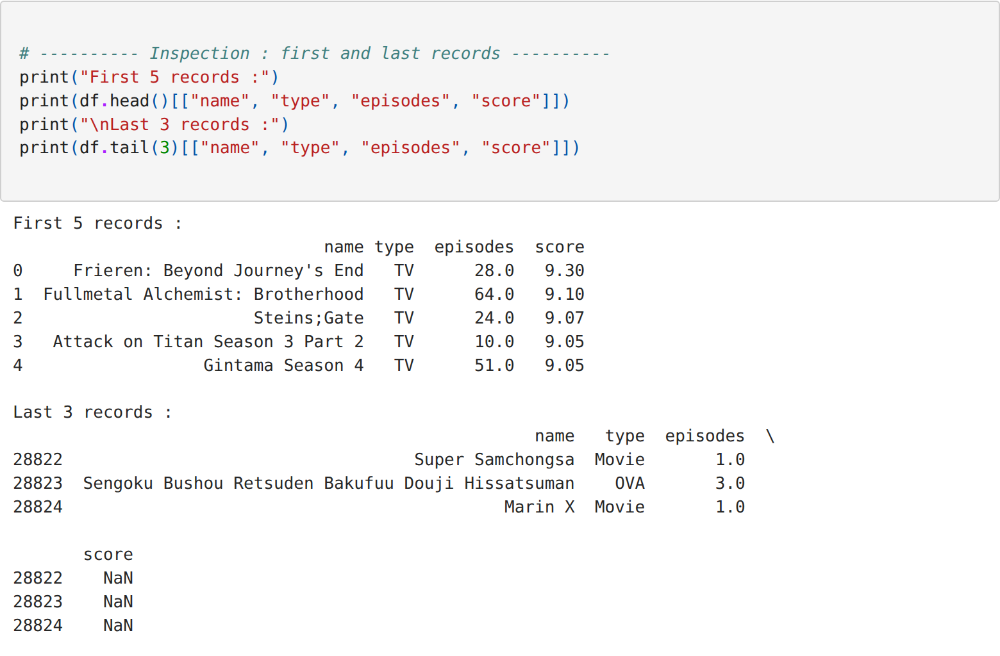 # ---------- Inspection : first and last records ----------
print("First 5 records :")
print(df.head()[["name", "type", "episodes", "score"]])
print("\nLast 3 records :")
print(df.tail(3)[["name", "type", "episodes", "score"]])
First 5 records :
                               name type  episodes  score
0     Frieren: Beyond Journey's End   TV      28.0   9.30
1  Fullmetal Alchemist: Brotherhood   TV      64.0   9.10
2                       Steins;Gate   TV      24.0   9.07
3   Attack on Titan Season 3 Part 2   TV      10.0   9.05
4                  Gintama Season 4   TV      51.0   9.05
Last 3 records :
                                                    name   type  episodes  \
28822                                   Super Samchongsa  Movie       1.0
28823  Sengoku Bushou Retsuden Bakufuu Douji Hissatsuman    OVA       3.0
28824                                            Marin X  Movie       1.0
       score
28822    NaN
28823    NaN
28824    NaN